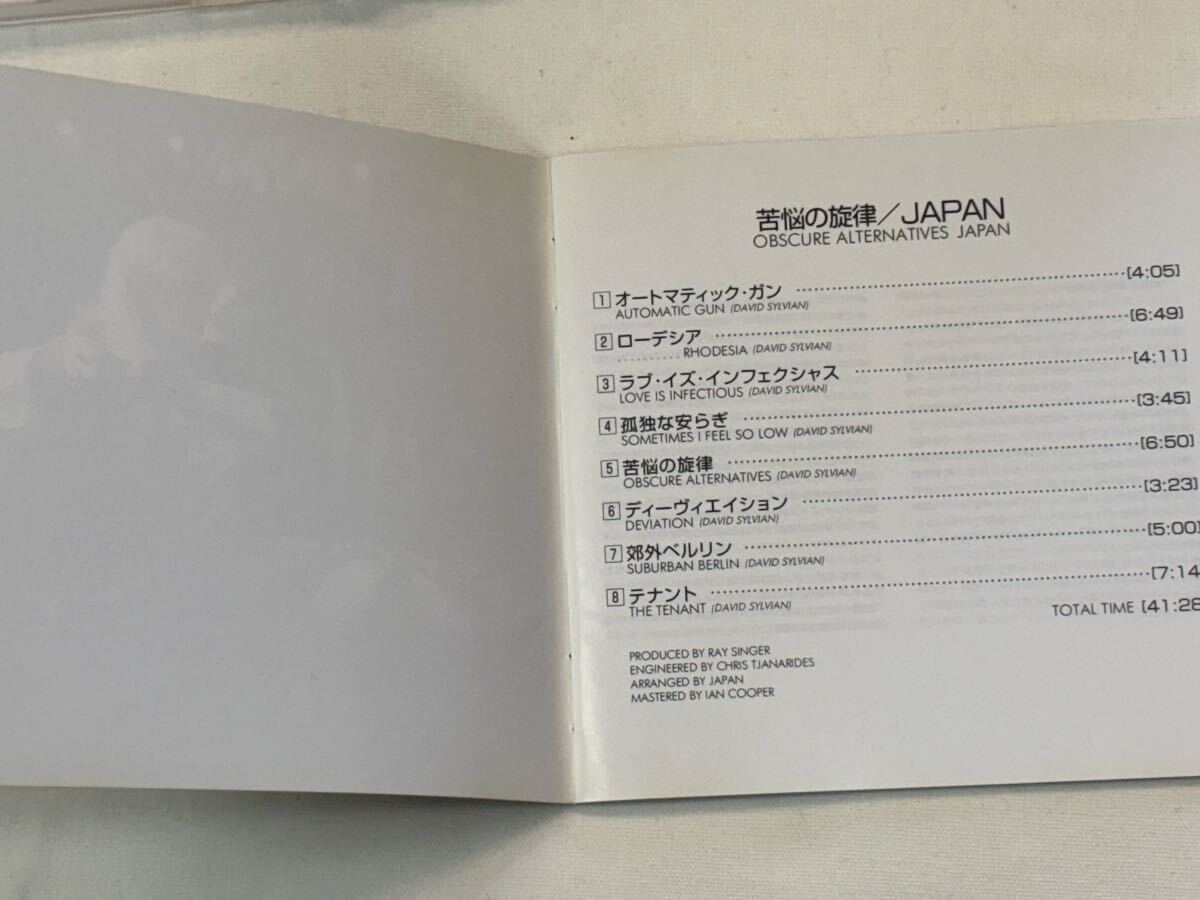 苦悩の旋律/JAPAN
OBSCURE ALTERNATIVES JAPAN
1 オートマティック・ガン ........ [4:05]
AUTOMATIC GUN (DAVID SYLVIAN)
2 ローデシア ........ [6:49]
.......... RHODESIA (DAVID SYLVIAN)
3 ラブ・イズ・インフェクシャス ........ [4:11]
LOVE IS INFECTIOUS (DAVID SYLVIAN)
4 孤独な安らぎ ........ [3:45]
SOMETIMES I FEEL SO LOW (DAVID SYLVIAN)
5 苦悩の旋律 ........ [6:50]
OBSCURE ALTERNATIVES (DAVID SYLVIAN)
6 ディーヴィエイション ........ [3:23]
DEVIATION (DAVID SYLVIAN)
7 郊外ベルリン ........ [5:00]
SUBURBAN BERLIN (DAVID SYLVIAN)
8 テナント ........ [7:14
THE TENANT (DAVID SYLVIAN)
TOTAL TIME [41:28
PRODUCED BY RAY SINGER
ENGINEERED BY CHRIS TJANARIDES
ARRANGED BY JAPAN
MASTERED BY IAN COOPER